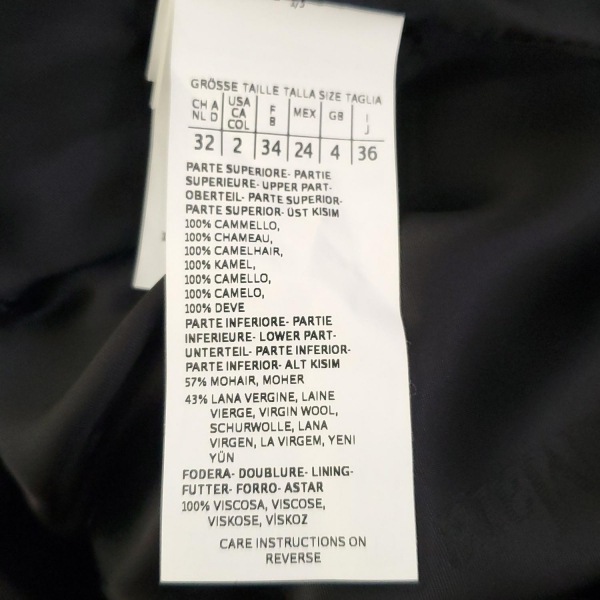 2/3
GRÖSSE TAILLE TALLA SIZE TAGLIA
CH A NL D USA CA COL F B MEX GB I J
32 2 34 24 4 36
PARTE SUPERIORE- PARTIE
SUPERIEURE- UPPER PART-
OBERTEIL- PARTE SUPERIOR-
PARTE SUPERIOR- ÜST KISIM
100% CAMMELLO,
100% CHAMEAU,
100% CAMELHAIR,
100% KAMEL,
100% CAMELLO,
100% CAMELO,
100% DEVE
PARTE INFERIORE- PARTIE
INFERIEURE- LOWER PART-
UNTERTEIL- PARTE INFERIOR-
PARTE INFERIOR- ALT KISIM
57% MOHAIR, MOHER
43% LANA VERGINE, LAINE
VIERGE, VIRGIN WOOL,
SCHURWOLLE, LANA
VIRGEN, LA VIRGEM, YENI
YÜN
FODERA- DOUBLURE- LINING-
FUTTER- FORRO- ASTAR
100% VISCOSA, VISCOSE,
VISKOSE, VİSKOZ
CARE INSTRUCTIONS ON
REVERSE